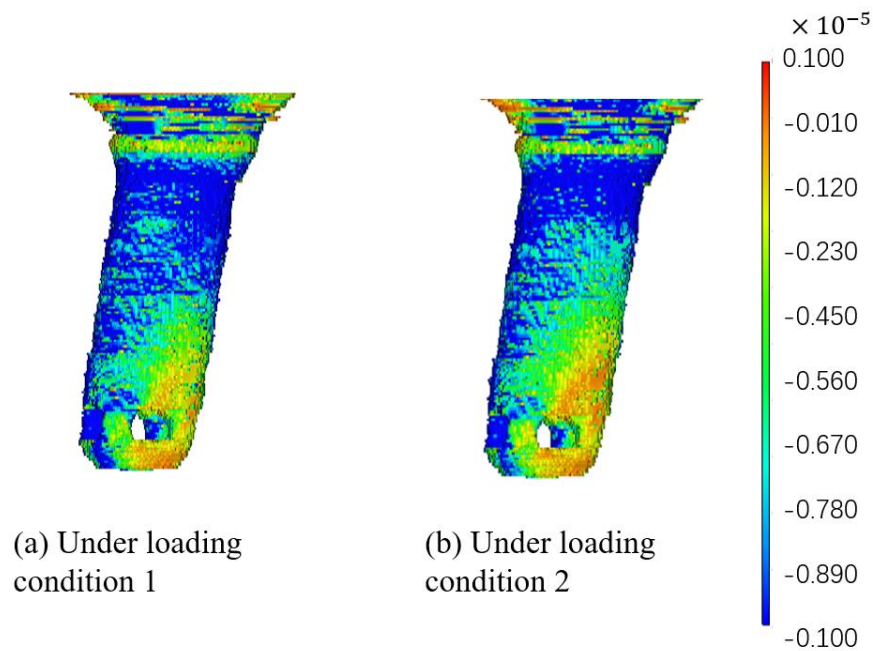 × 10⁻⁵
0.100
-0.010
-0.120
-0.230
-0.450
-0.560
-0.670
-0.780
-0.890
-0.100
(a) Under loading
condition 1
(b) Under loading
condition 2